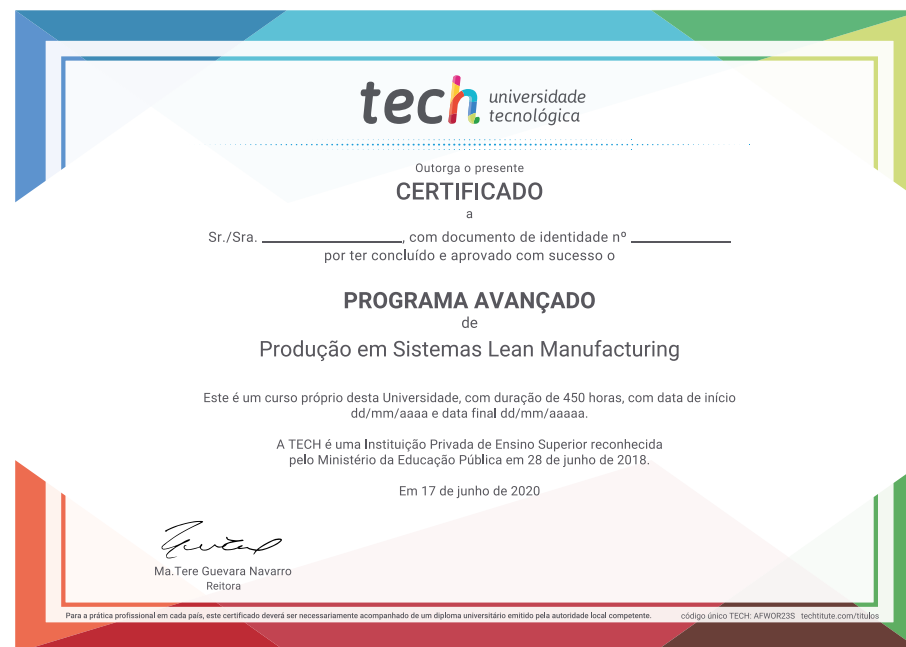 tech universidade
tecnológica
Outorga o presente
CERTIFICADO
a
Sr./Sra. ____________, com documento de identidade nº ____________
por ter concluído e aprovado com sucesso o
PROGRAMA AVANÇADO
de
Produção em Sistemas Lean Manufacturing
Este é um curso próprio desta Universidade, com duração de 450 horas, com data de início
dd/mm/aaaa e data final dd/mm/aaaaa.
A TECH é uma Instituição Privada de Ensino Superior reconhecida
pelo Ministério da Educação Pública em 28 de junho de 2018.
Em 17 de junho de 2020
Ma.Tere Guevara Navarro
Reitora
Para a prática profissional em cada país, este certificado deverá ser necessariamente acompanhado de um diploma universitário emitido pela autoridade local competente. código único TECH: AFWOR23S techtitute.com/titulos